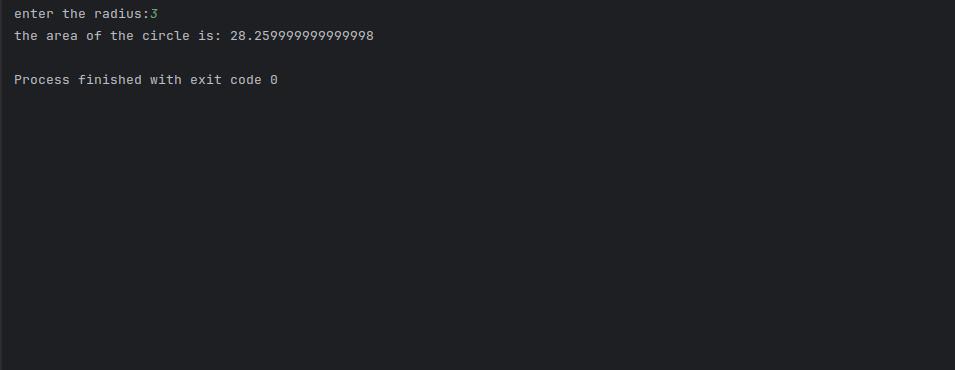 enter the radius:3
the area of the circle is: 28.259999999999998
Process finished with exit code 0